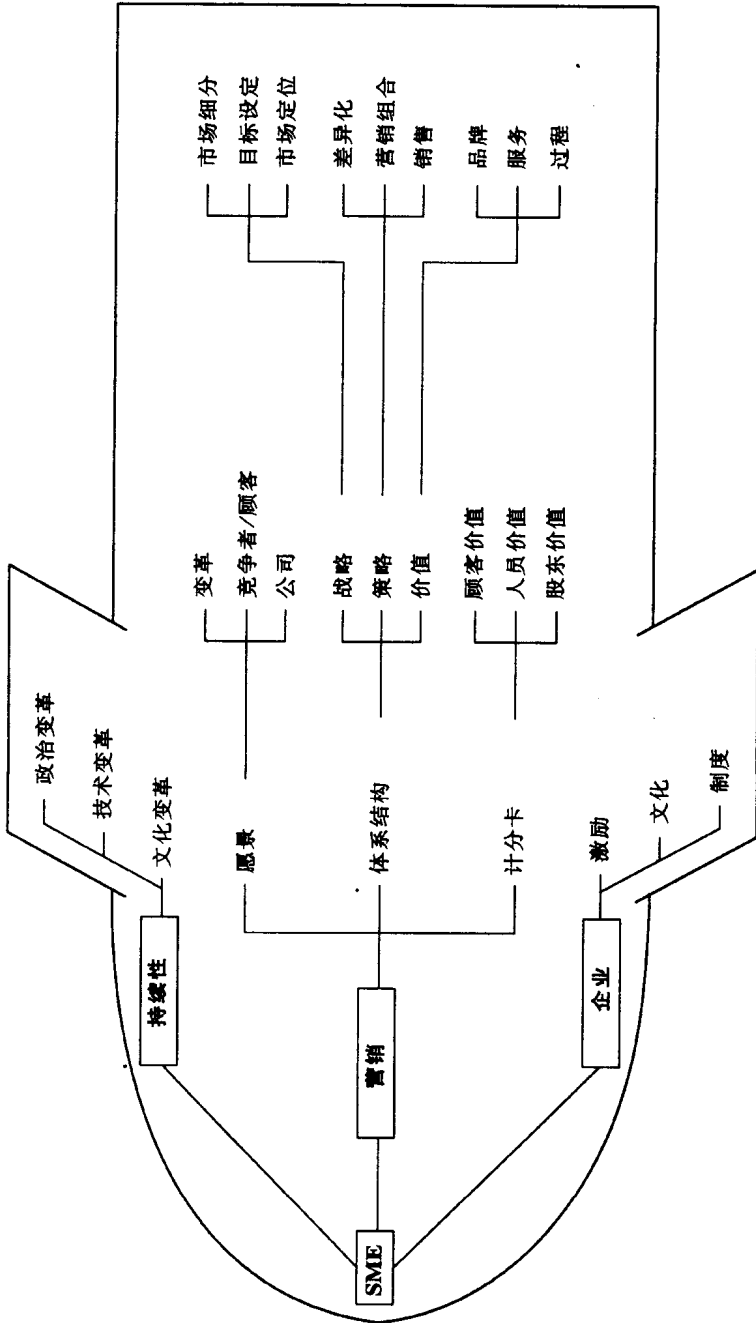 SME
持续性
营销
企业
政治变革
技术变革
文化变革
愿景
体系结构
计分卡
激励
文化
制度
变革
竞争者/顾客
公司
战略
策略
价值
顾客价值
人员价值
股东价值
市场细分
目标设定
市场定位
差异化
营销组合
销售
品牌
服务
过程